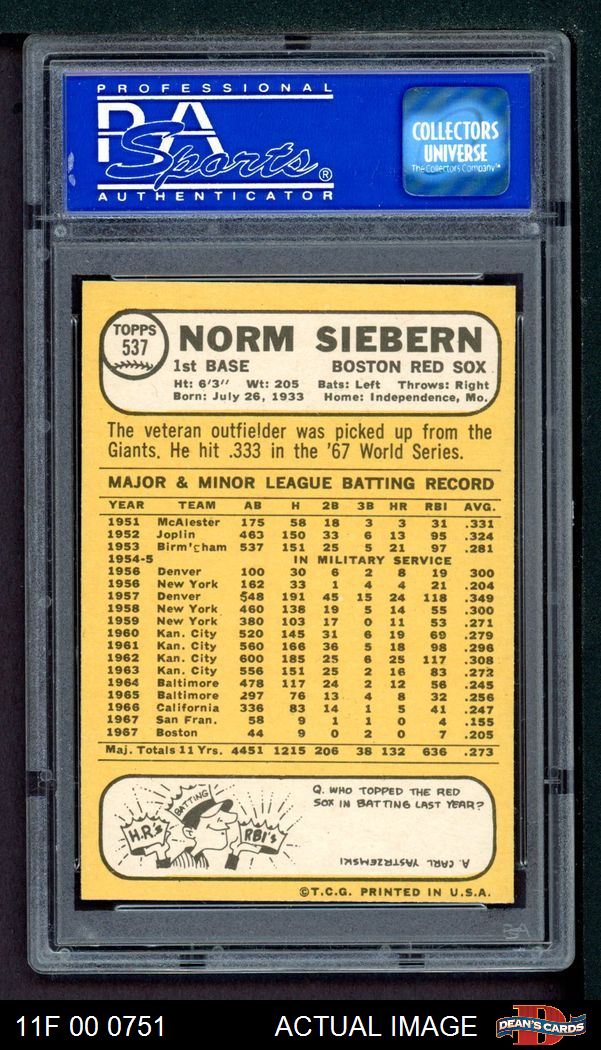 PROFESSIONAL
PSA
Sports®
AUTHENTICATOR
COLLECTORS
UNIVERSE
The Collectors Company™
TOPPS
537
NORM SIEBERN
1st BASE BOSTON RED SOX
Ht: 6'3'' Wt: 205 Bats: Left Throws: Right
Born: July 26, 1933 Home: Independence, Mo.
The veteran outfielder was picked up from the
Giants. He hit .333 in the '67 World Series.
MAJOR & MINOR LEAGUE BATTING RECORD
YEAR TEAM AB H 2B 3B HR RBI AVG.
1951 McAlester 175 58 18 3 3 31 .331
1952 Joplin 463 150 33 6 13 95 .324
1953 Birm'gham 537 151 25 5 21 97 .281
1954-5 IN MILITARY SERVICE
1956 Denver 100 30 6 2 8 19 .300
1956 New York 162 33 1 4 4 21 .204
1957 Denver 548 191 45 15 24 118 .349
1958 New York 460 138 19 5 14 55 .300
1959 New York 380 103 17 0 11 53 .271
1960 Kan. City 520 145 31 6 19 69 .279
1961 Kan. City 560 166 36 5 18 98 .296
1962 Kan. City 600 185 25 6 25 117 .308
1963 Kan. City 556 151 25 2 16 83 .272
1964 Baltimore 478 117 24 2 12 56 .245
1965 Baltimore 297 76 13 4 8 32 .256
1966 California 336 83 14 1 5 41 .247
1967 San Fran. 58 9 1 1 0 4 .155
1967 Boston 44 9 0 2 0 7 .205
Maj. Totals 11 Yrs. 4451 1215 206 38 132 636 .273
BATTING
H.R's
RBI's
Q. WHO TOPPED THE RED
SOX IN BATTING LAST YEAR?
A. CARL YASTRZEMSKI
©T.C.G. PRINTED IN U.S.A.
PSA
11F 00 0751 ACTUAL IMAGE
D
DEAN'S CARDS